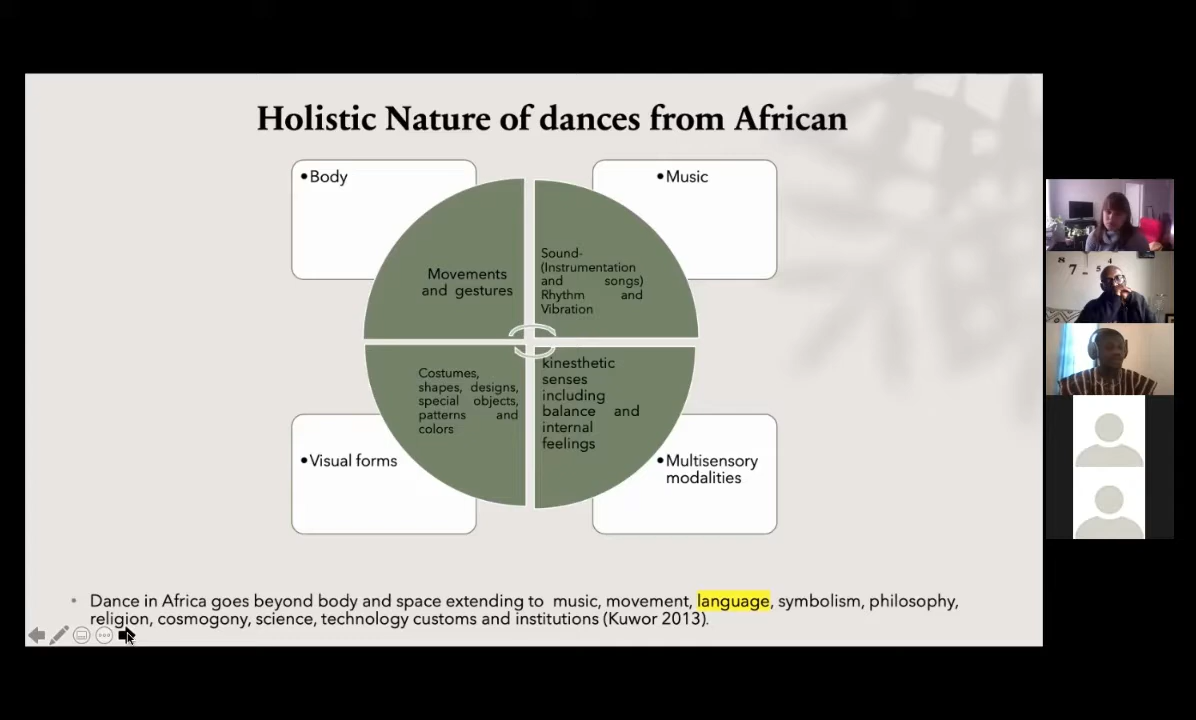 Holistic Nature of dances from African
•Body
•Music
Movements
and gestures
Sound-
(Instrumentation
and songs)
Rhythm and
Vibration
Costumes,
shapes, designs,
special objects,
patterns and
colors
kinesthetic
senses
including
balance and
internal
feelings
•Visual forms
•Multisensory
modalities
• Dance in Africa goes beyond body and space extending to music, movement, language, symbolism, philosophy,
religion, cosmogony, science, technology customs and institutions (Kuwor 2013).
8
7-